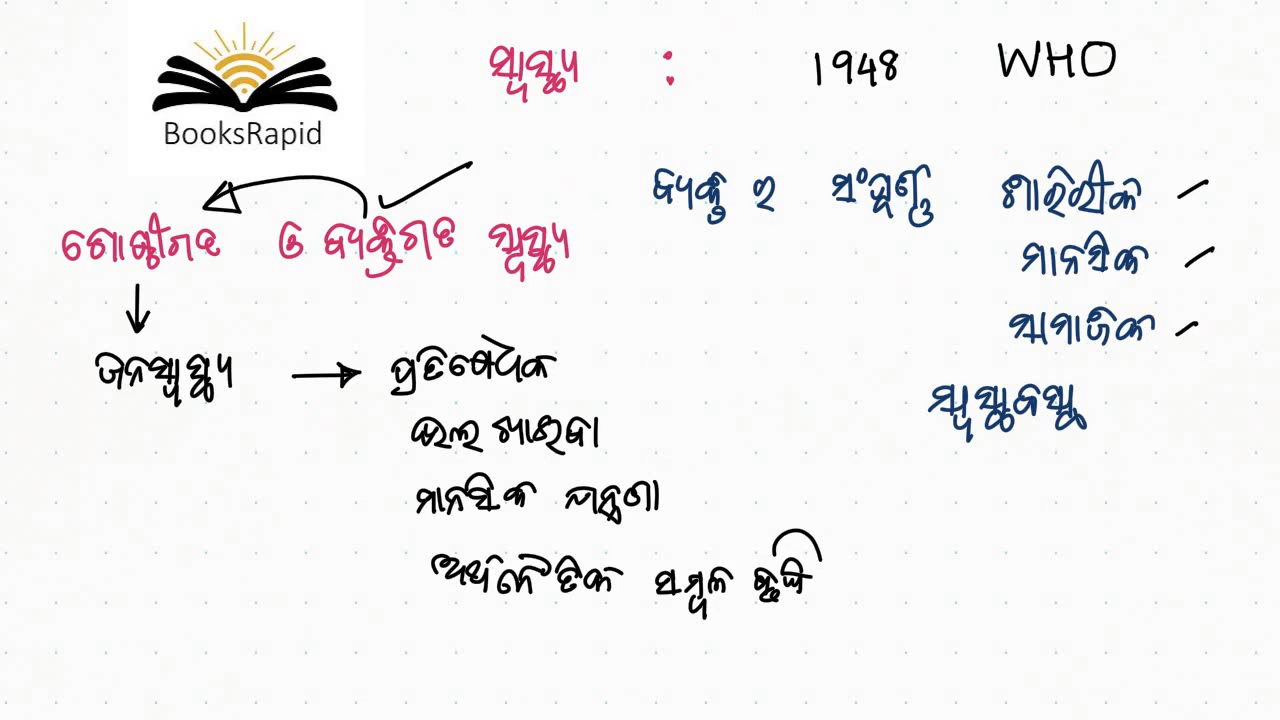 BooksRapid
ସ୍ୱାସ୍ଥ୍ୟ : 1948 WHO
ବ୍ୟକ୍ତି ର ସଂପୂର୍ଣ୍ଣ ଶାରିରୀକ
ମାନସିକ
ସାମାଜିକ
ସ୍ୱାସ୍ଥ୍ୟବସ୍ଥା
ଗୋଷ୍ଠୀଗତ ଓ ବ୍ୟକ୍ତିଗତ ସ୍ୱାସ୍ଥ୍ୟ
ଜନସ୍ୱାସ୍ଥ୍ୟ → ପ୍ରତିଷେଧକ
ଭଲ ଖାଇବା
ମାନସିକ ଯନ୍ତ୍ରଣା
ଅର୍ଥନୈତିକ ସମ୍ବଳ